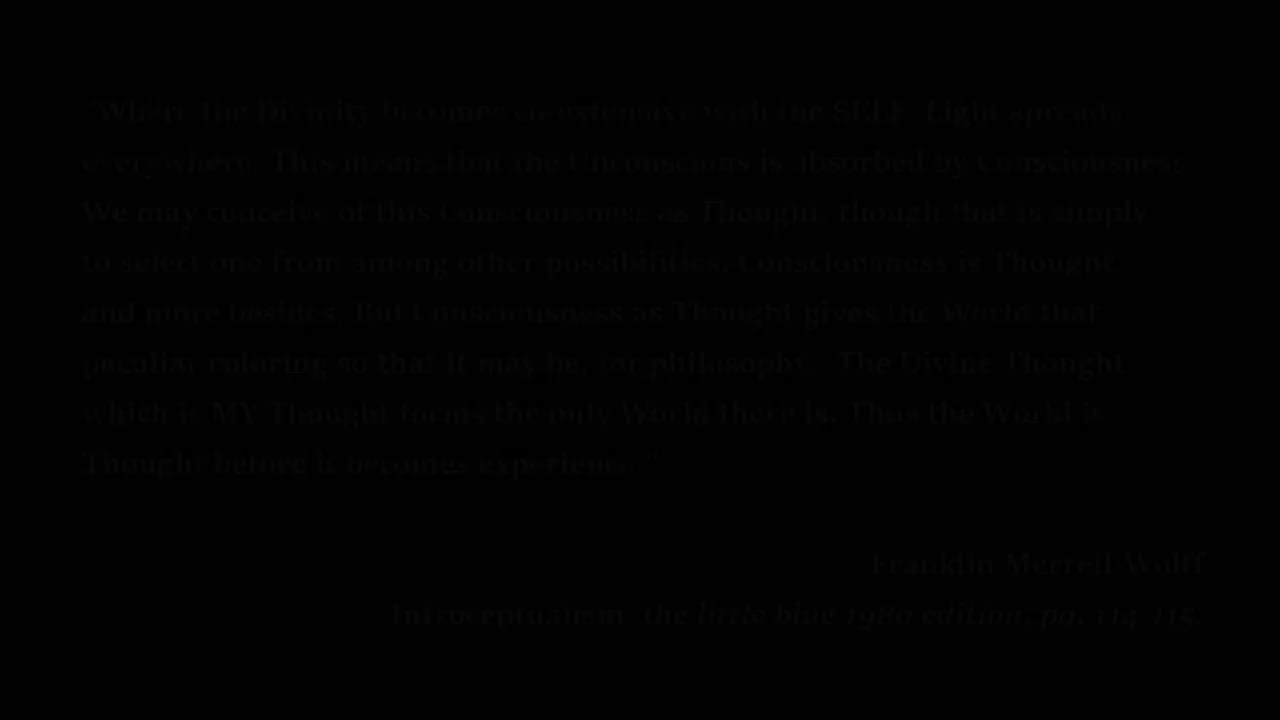 "Where the Divinity becomes co-extensive with the SELF, Light spreads
everywhere. This means that the Unconscious is absorbed by Consciousness.
We may conceive of this Consciousness as Thought, though that is simply
to select one from among other possibilities. Consciousness is Thought
and more besides. But Consciousness as Thought gives the World that
peculiar coloring so that it may be, for philosophy. The Divine Thought
which is MY Thought forms the only World there is. Thus the World is
Thought before it becomes experience."
Franklin Merrell-Wolff
Introceptualism, the little blue 1980 edition, pg. 114-115.